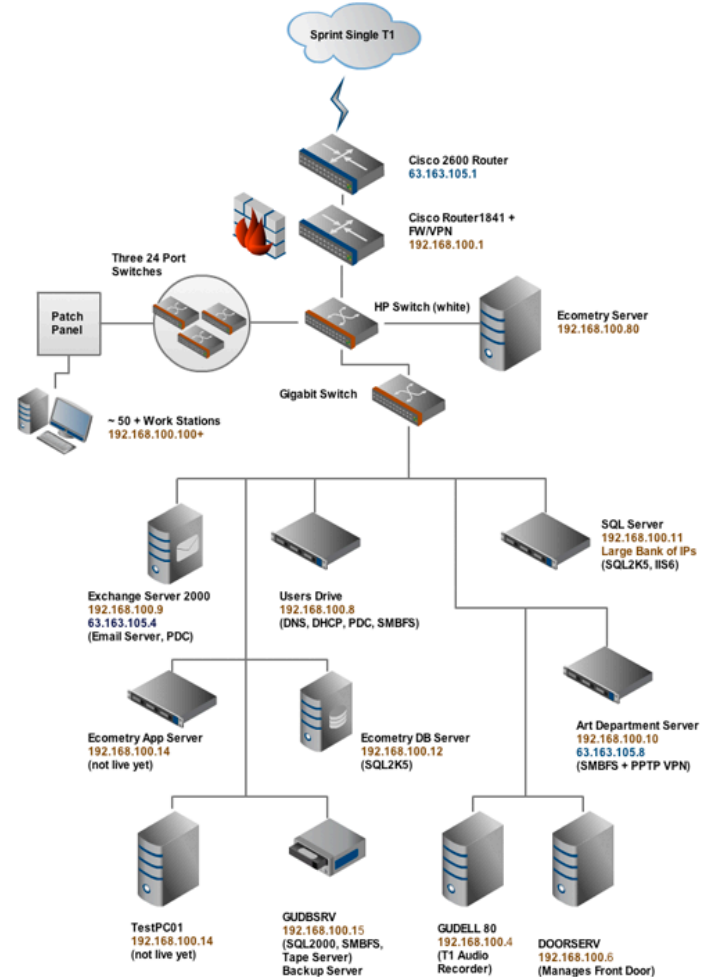 Sprint Single T1
Cisco 2600 Router
63.163.105.1
Cisco Router1841 +
FW/VPN
192.168.100.1
Three 24 Port
Switches
HP Switch (white)
Patch
Panel
Ecometry Server
192.168.100.80
Gigabit Switch
~ 50 + Work Stations
192.168.100.100+
SQL Server
192.168.100.11
Large Bank of IPs
(SQL2K5, IIS6)
Exchange Server 2000
192.168.100.9
63.163.105.4
(Email Server, PDC)
Users Drive
192.168.100.8
(DNS, DHCP, PDC, SMBFS)
Ecometry App Server
192.168.100.14
(not live yet)
Ecometry DB Server
192.168.100.12
(SQL2K5)
Art Department Server
192.168.100.10
63.163.105.8
(SMBFS + PPTP VPN)
TestPC01
192.168.100.14
(not live yet)
GUDBSRV
192.168.100.15
(SQL2000, SMBFS,
Tape Server)
Backup Server
GUDELL 80
192.168.100.4
(T1 Audio
Recorder)
DOORSERV
192.168.100.6
(Manages Front Door)